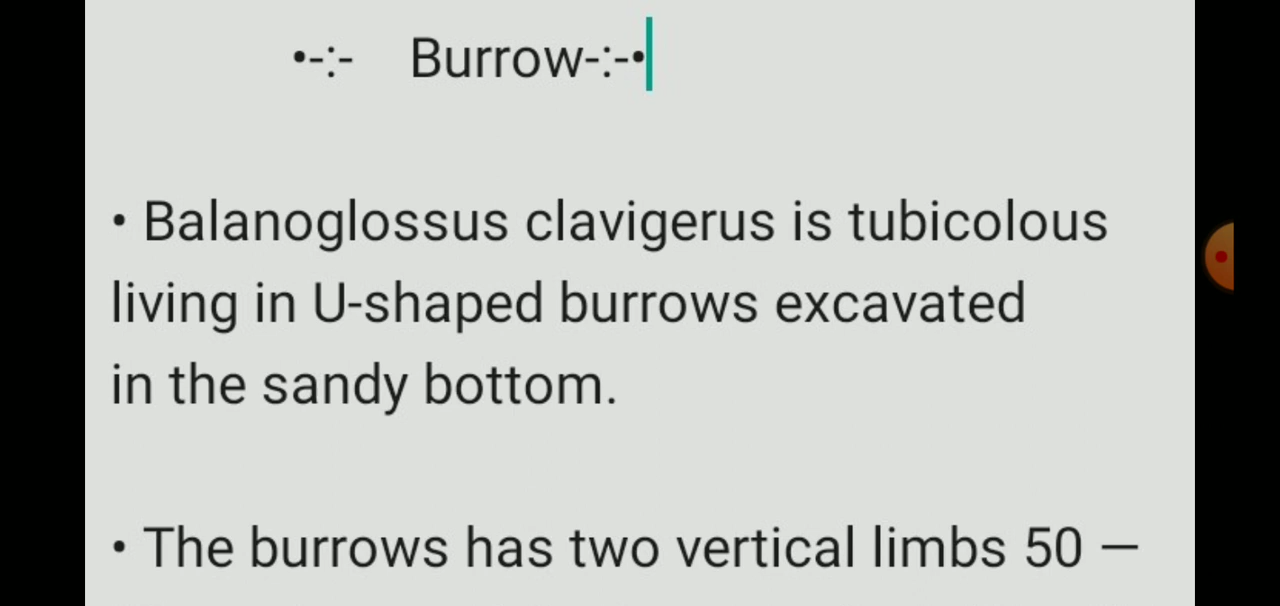 •-:- Burrow-:-•
• Balanoglossus clavigerus is tubicolous
living in U-shaped burrows excavated
in the sandy bottom.
• The burrows has two vertical limbs 50 —